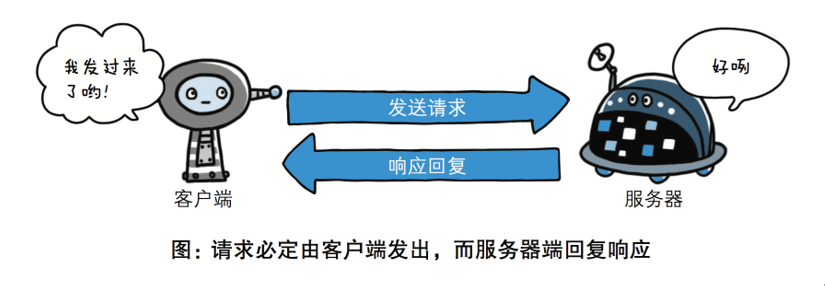 我发过来
了哟！
好咧
发送请求
响应回复
客户端
服务器
图：请求必定由客户端发出，而服务器端回复响应